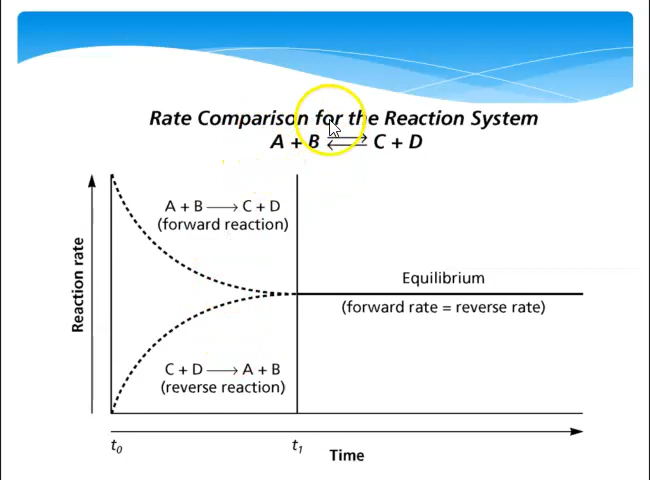 Rate Comparison for the Reaction System
A + B ⇄ C + D
A + B ⟶ C + D
(forward reaction)
Reaction rate
Equilibrium
(forward rate = reverse rate)
C + D ⟶ A + B
(reverse reaction)
t₀
t₁
Time